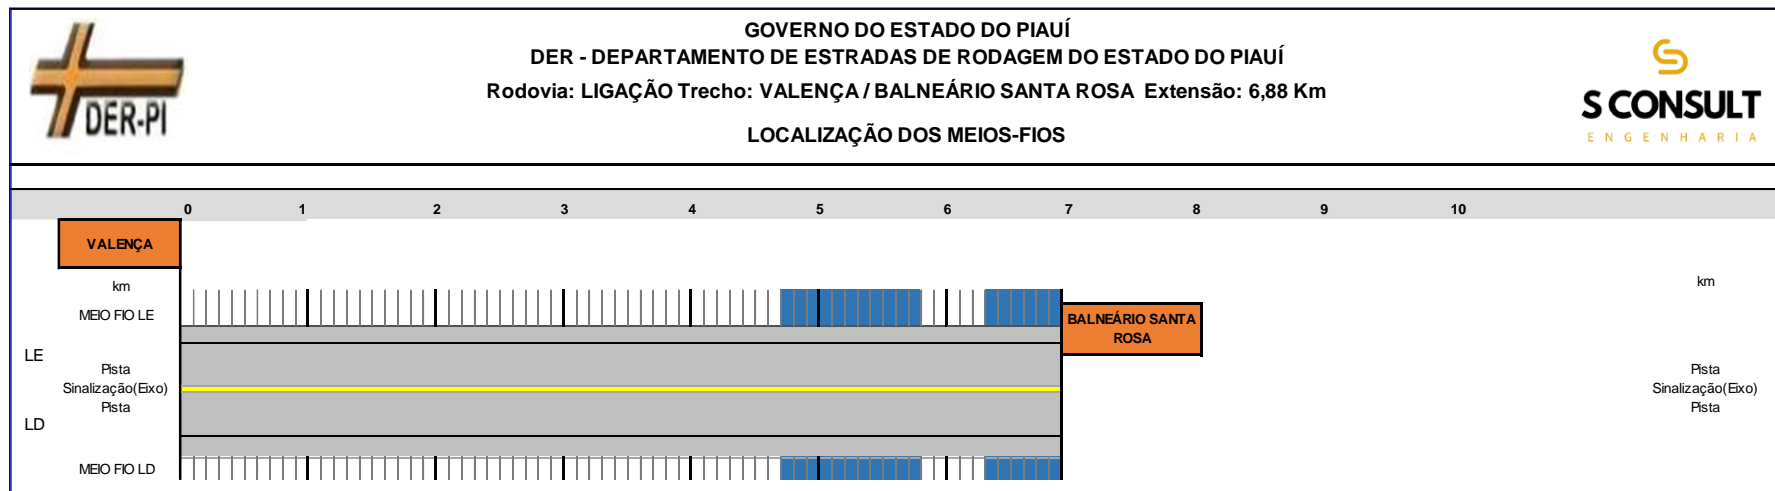 GOVERNO DO ESTADO DO PIAUÍ
DER - DEPARTAMENTO DE ESTRADAS DE RODAGEM DO ESTADO DO PIAUÍ
Rodovia: LIGAÇÃO Trecho: VALENÇA / BALNEÁRIO SANTA ROSA Extensão: 6,88 Km
LOCALIZAÇÃO DOS MEIOS-FIOS
DER-PI
S CONSULT
ENGENHARIA
0 1 2 3 4 5 6 7 8 9 10
VALENÇA
km
km
MEIO FIO LE
BALNEÁRIO SANTA
ROSA
LE
Pista
Pista
Sinalização(Eixo)
Sinalização(Eixo)
Pista
Pista
LD
MEIO FIO LD